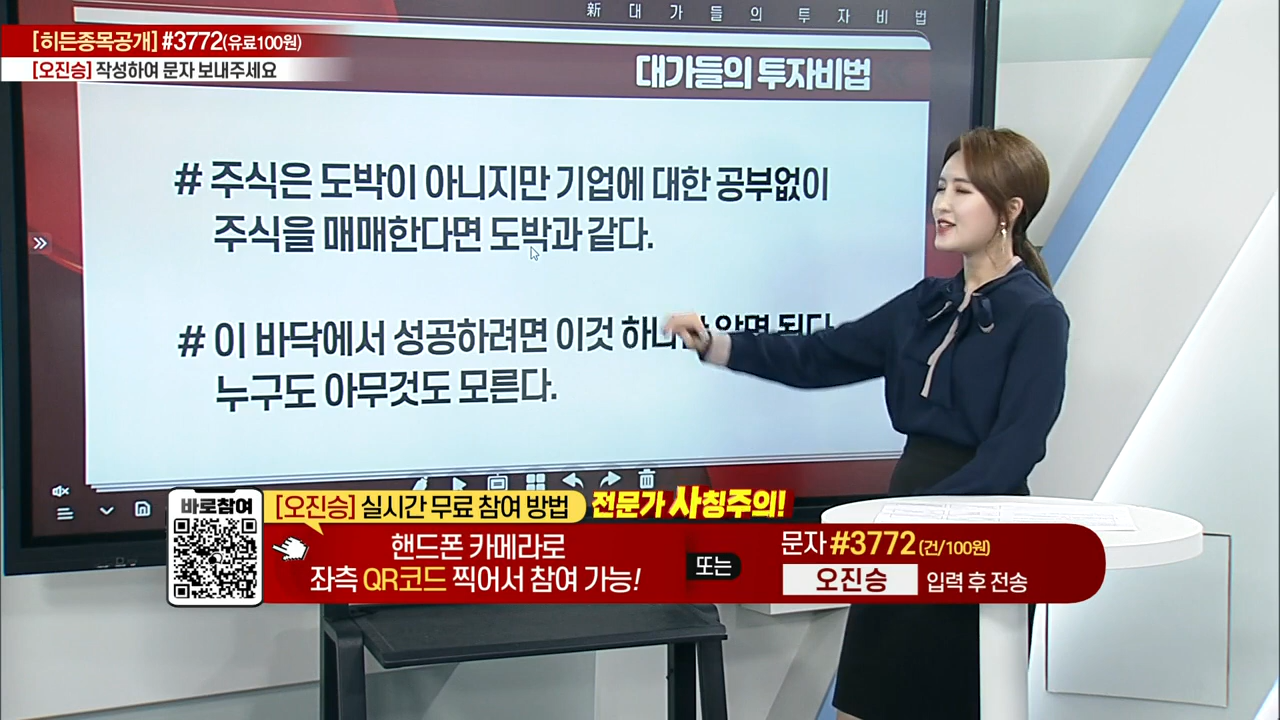 新 대 가 들 의 투 자 비 법
[히든종목공개] #3772(유료100원)
[오진승] 작성하여 문자 보내주세요
대가들의 투자비법
# 주식은 도박이 아니지만 기업에 대한 공부없이
주식을 매매한다면 도박과 같다.
# 이 바닥에서 성공하려면 이것
누구도 아무것도 모른다.
바로참여
[오진승] 실시간 무료 참여 방법
전문가 사칭주의!
핸드폰 카메라로
좌측 QR코드 찍어서 참여 가능!
또는
문자 #3772 (건/100원)
오진승 입력 후 전송